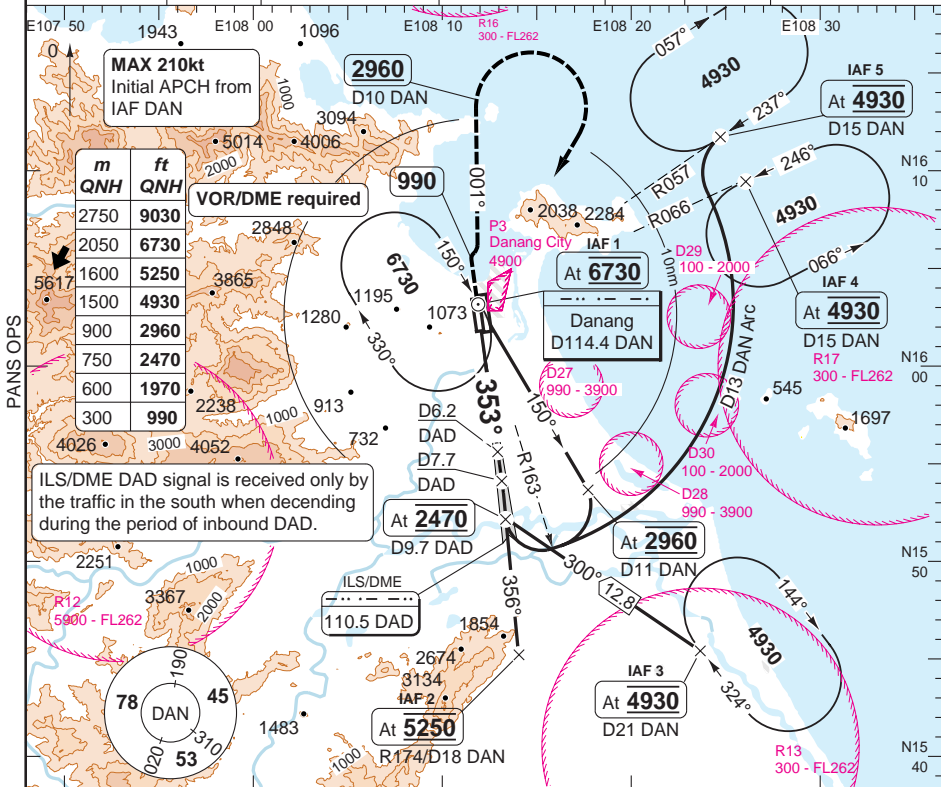 E107 50
E108 00
E108 10
E108 20
E108 30
0
1943
1096
R16
300 - FL262
MAX 210kt
Initial APCH from
IAF DAN
1000
2960
D10 DAN
057°
4930
237°
IAF 5
At 4930
D15 DAN
3094
5014
4006
2000
m ft
QNH QNH
2750 9030
2050 6730
1600 5250
1500 4930
900 2960
750 2470
600 1970
300 990
VOR/DME required
990
001°
N16
10
R057
R066
246°
4930
066°
2038
2284
2848
P3
Danang City
4900
IAF 1
At 6730
10nm
D29
100 - 2000
IAF 4
At 4930
D15 DAN
5617
3865
6730
150°
1195
1280
1073
330°
Danang
D114.4 DAN
PANS OPS
R17
300 - FL262
N16
00
D27
990 - 3900
D13 DAN Arc
545
1697
2238
1000
913
353°
150°
732
D6.2
DAD
D7.7
DAD
R163
4026
3000
4052
D30
100 - 2000
D28
990 - 3900
ILS/DME DAD signal is received only by
the traffic in the south when decending
during the period of inbound DAD.
At 2470
D9.7 DAD
At 2960
D11 DAN
2251
1000
N15
50
300°
12.8
ILS/DME
110.5 DAD
356°
144°
4930
324°
R12
5900 - FL262
3367
2000
1854
2674
3134
IAF 2
At 5250
R174/D18 DAN
IAF 3
At 4930
D21 DAN
190
78
45
DAN
310
020
53
1483
1000
R13
300 - FL262
N15
40